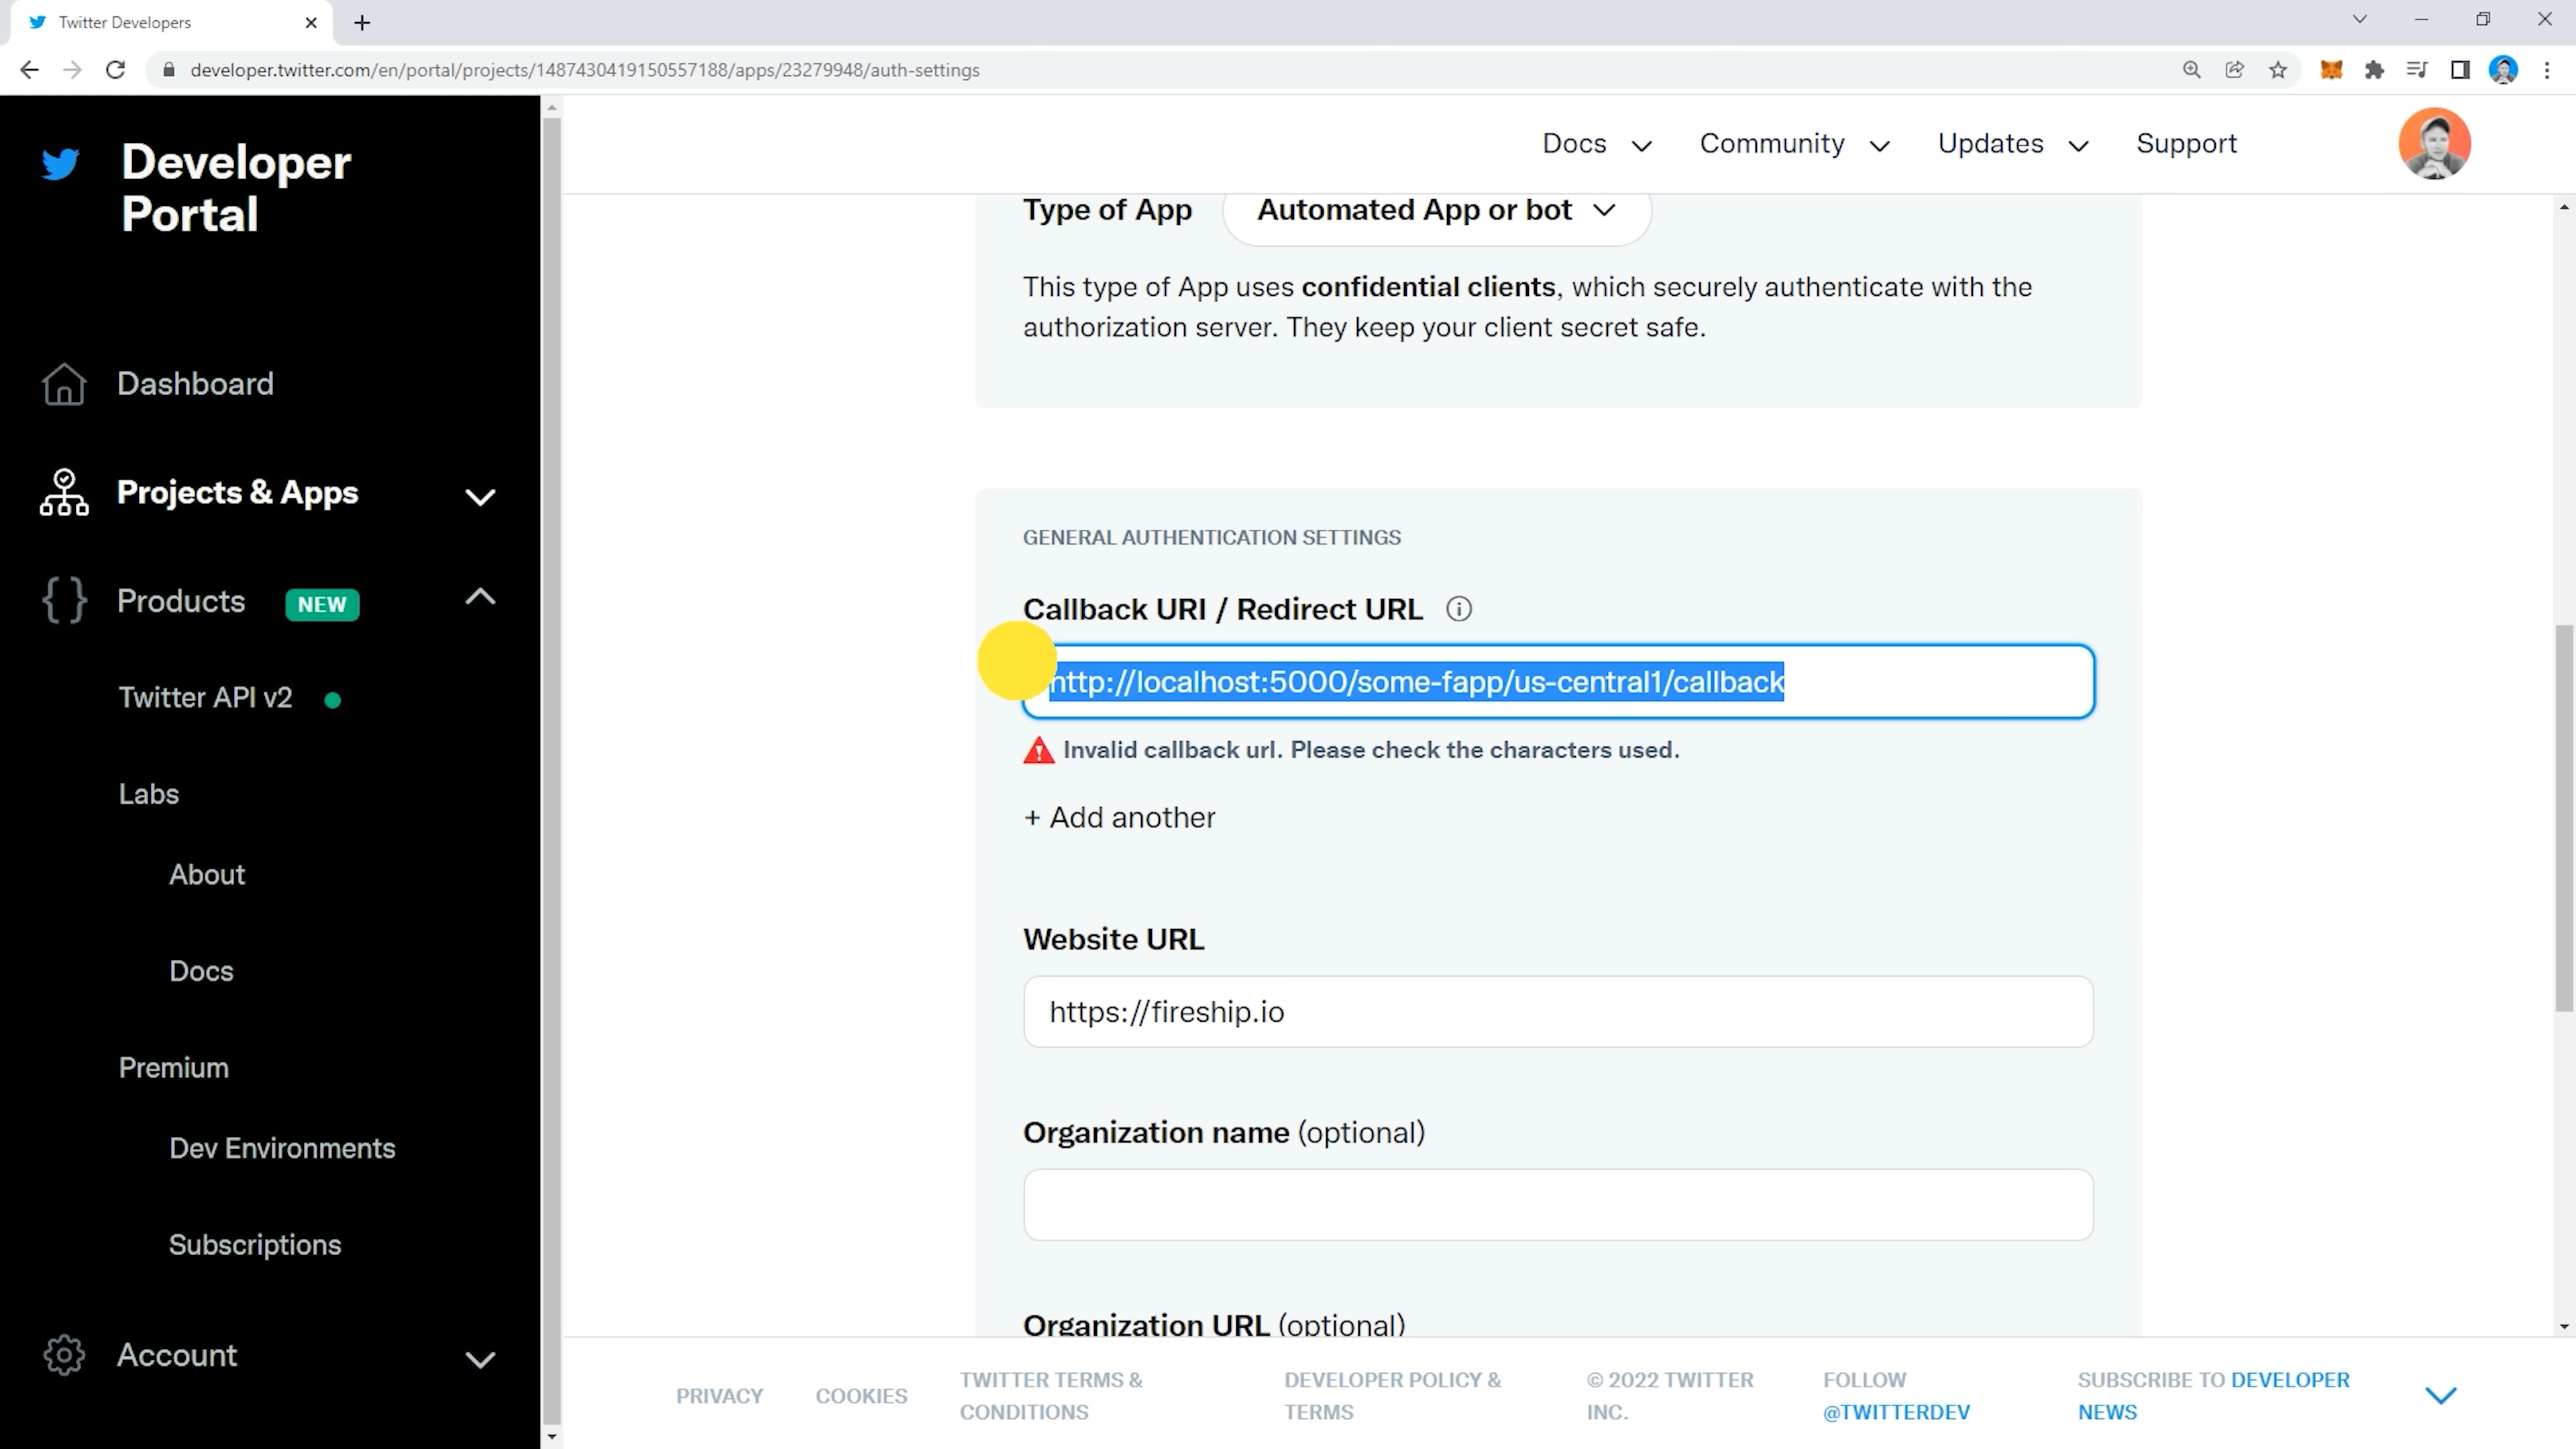 Twitter Developers
developer.twitter.com/en/portal/projects/1487430419150557188/apps/23279948/auth-settings
Developer
Portal
Dashboard
Projects & Apps
Products NEW
Twitter API v2
Labs
About
Docs
Premium
Dev Environments
Subscriptions
Account
Docs
Community
Updates
Support
Type of App
Automated App or bot
This type of App uses confidential clients, which securely authenticate with the
authorization server. They keep your client secret safe.
GENERAL AUTHENTICATION SETTINGS
Callback URI / Redirect URL
http://localhost:5000/some-fapp/us-central1/callback
Invalid callback url. Please check the characters used.
+ Add another
Website URL
https://fireship.io
Organization name (optional)
Organization URL (optional)
PRIVACY
COOKIES
TWITTER TERMS &
CONDITIONS
DEVELOPER POLICY &
TERMS
© 2022 TWITTER
INC.
FOLLOW
@TWITTERDEV
SUBSCRIBE TO DEVELOPER
NEWS